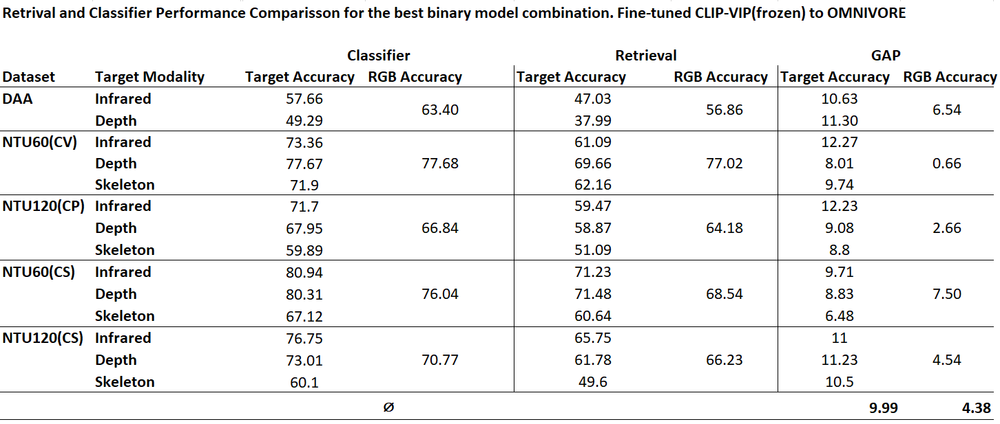 Retrival and Classifier Performance Comparisson for the best binary model combination. Fine-tuned CLIP-VIP(frozen) to OMNIVORE
Classifier Retrieval GAP
Dataset Target Modality Target Accuracy RGB Accuracy Target Accuracy RGB Accuracy Target Accuracy RGB Accuracy
DAA Infrared 57.66 47.03 10.63
63.40 56.86 6.54
Depth 49.29 37.99 11.30
NTU60(CV) Infrared 73.36 61.09 12.27
Depth 77.67 77.68 69.66 77.02 8.01 0.66
Skeleton 71.9 62.16 9.74
NTU120(CP) Infrared 71.7 59.47 12.23
Depth 67.95 66.84 58.87 64.18 9.08 2.66
Skeleton 59.89 51.09 8.8
NTU60(CS) Infrared 80.94 71.23 9.71
Depth 80.31 76.04 71.48 68.54 8.83 7.50
Skeleton 67.12 60.64 6.48
NTU120(CS) Infrared 76.75 65.75 11
Depth 73.01 70.77 61.78 66.23 11.23 4.54
Skeleton 60.1 49.6 10.5
Ø 9.99 4.38